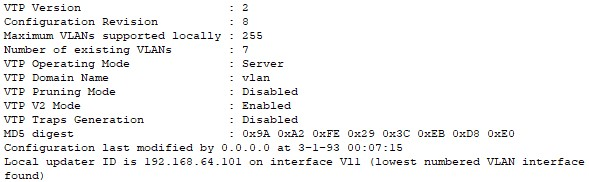 VTP Version : 2
Configuration Revision : 8
Maximum VLANs supported locally : 255
Number of existing VLANs : 7
VTP Operating Mode : Server
VTP Domain Name : vlan
VTP Pruning Mode : Disabled
VTP V2 Mode : Enabled
VTP Traps Generation : Disabled
MD5 digest : 0x9A 0xA2 0xFE 0x29 0x3C 0xEB 0xD8 0xE0
Configuration last modified by 0.0.0.0 at 3-1-93 00:07:15
Local updater ID is 192.168.64.101 on interface Vl1 (lowest numbered VLAN interface
found)